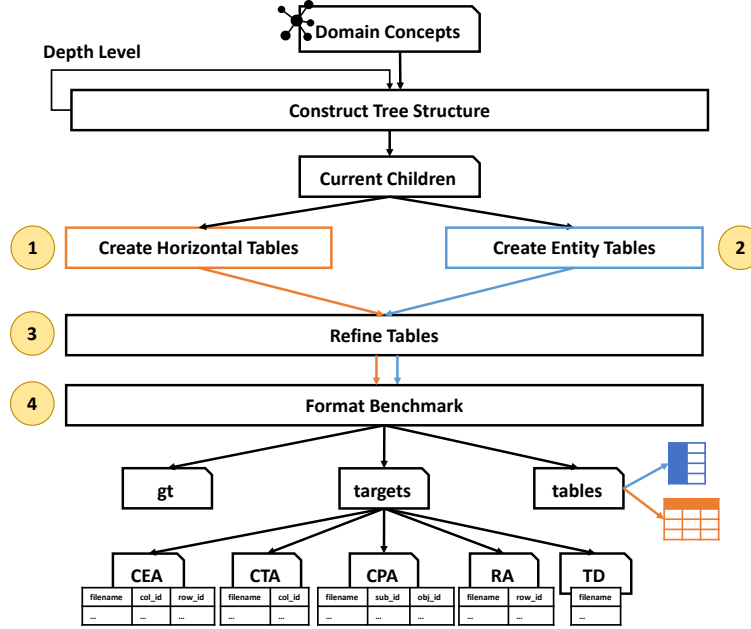 Domain Concepts
Depth Level
Construct Tree Structure
Current Children
1
Create Horizontal Tables
Create Entity Tables
2
3
Refine Tables
4
Format Benchmark
gt
targets
tables
CEA
CTA
CPA
RA
TD
filename col_id row_id
filename col_id
filename sub_id obj_id
filename row_id
filename
... ... ...
... ...
... ... ...
... ...
...